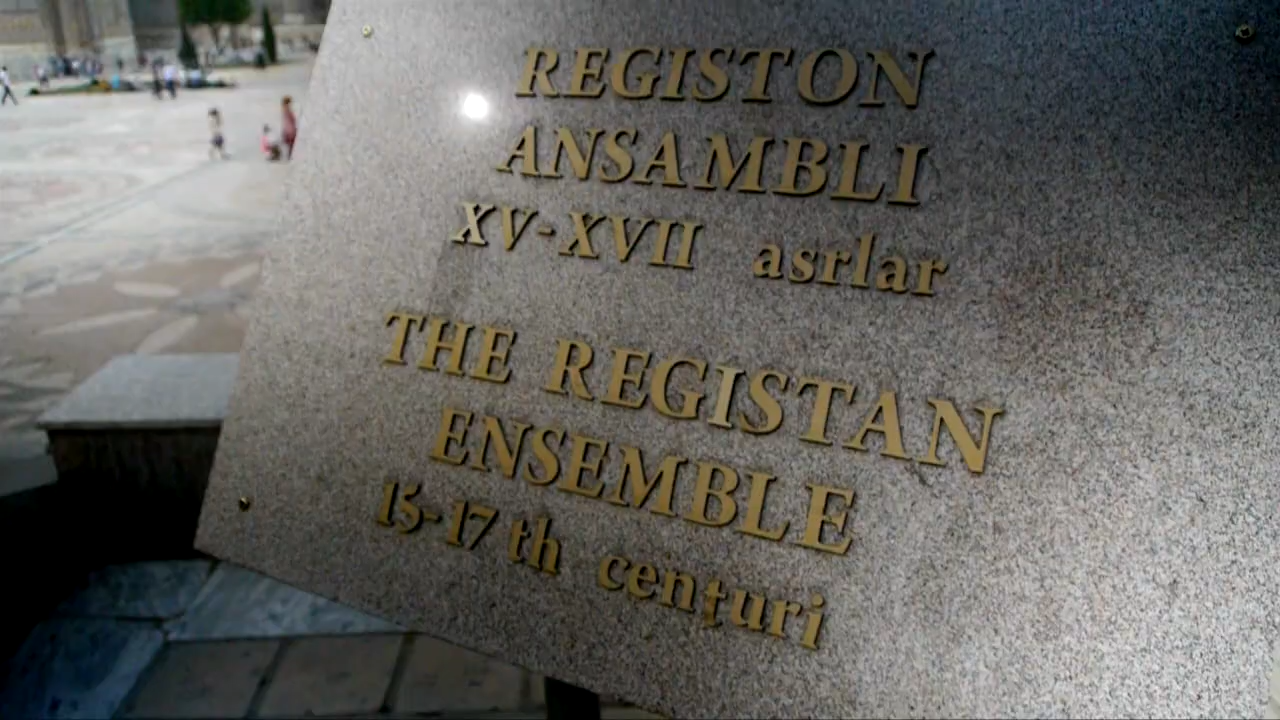 REGISTON
ANSAMBLI
XV-XVII asrlar
THE REGISTAN
ENSEMBLE
15-17 th centuri